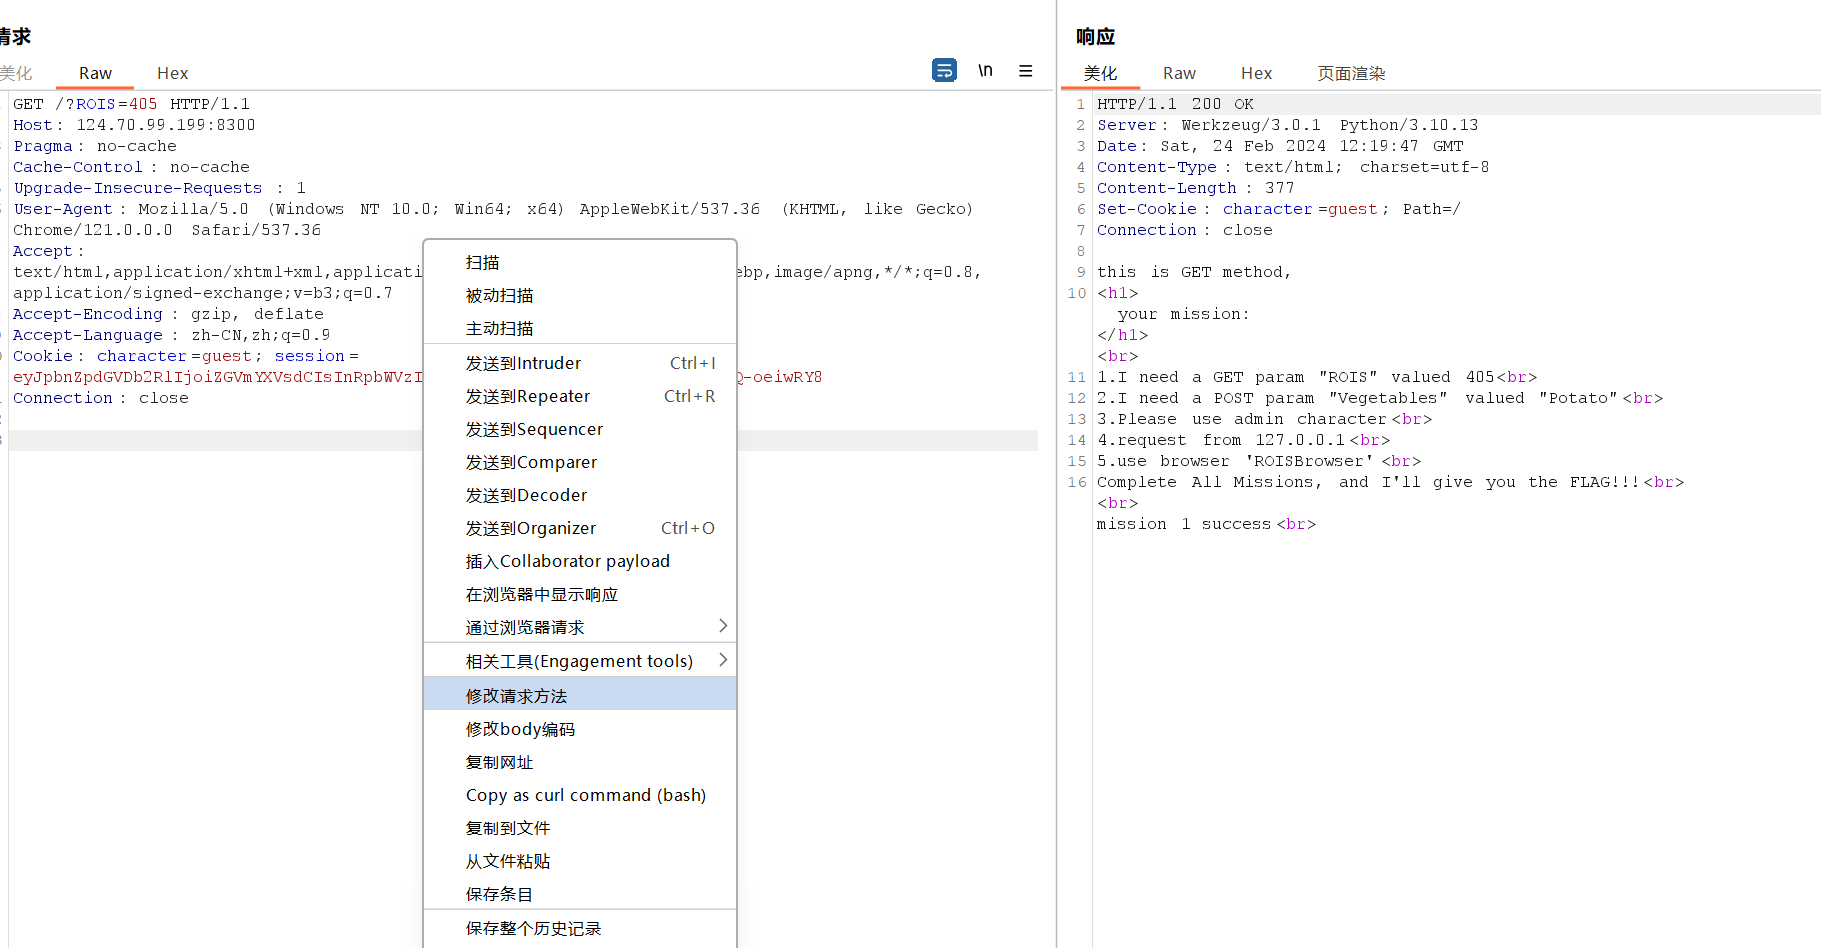 请求
美化 Raw Hex \n
GET /?ROIS=405 HTTP/1.1
Host: 124.70.99.199:8300
Pragma: no-cache
Cache-Control: no-cache
Upgrade-Insecure-Requests: 1
User-Agent: Mozilla/5.0 (Windows NT 10.0; Win64; x64) AppleWebKit/537.36 (KHTML, like Gecko)
Chrome/121.0.0.0 Safari/537.36
Accept:
text/html,application/xhtml+xml,applicati ebp,image/apng,*/*;q=0.8,
application/signed-exchange;v=b3;q=0.7
Accept-Encoding: gzip, deflate
Accept-Language: zh-CN,zh;q=0.9
Cookie: character=guest; session=
eyJpbnZpdGVDb2RlIjoiZGVmYXVsdCIsInRpbWVzI Q-oeiwRY8
Connection: close
扫描
被动扫描
主动扫描
发送到Intruder Ctrl+I
发送到Repeater Ctrl+R
发送到Sequencer
发送到Comparer
发送到Decoder
发送到Organizer Ctrl+O
插入Collaborator payload
在浏览器中显示响应
通过浏览器请求
相关工具(Engagement tools)
修改请求方法
修改body编码
复制网址
Copy as curl command (bash)
复制到文件
从文件粘贴
保存条目
保存整个历史记录
响应
美化 Raw Hex 页面渲染
1 HTTP/1.1 200 OK
2 Server: Werkzeug/3.0.1 Python/3.10.13
3 Date: Sat, 24 Feb 2024 12:19:47 GMT
4 Content-Type: text/html; charset=utf-8
5 Content-Length: 377
6 Set-Cookie: character=guest; Path=/
7 Connection: close
8
9 this is GET method,
10 <h1>
your mission:
</h1>
<br>
11 1.I need a GET param "ROIS" valued 405<br>
12 2.I need a POST param "Vegetables" valued "Potato"<br>
13 3.Please use admin character<br>
14 4.request from 127.0.0.1<br>
15 5.use browser 'ROISBrowser'<br>
16 Complete All Missions, and I'll give you the FLAG!!!<br>
<br>
mission 1 success<br>